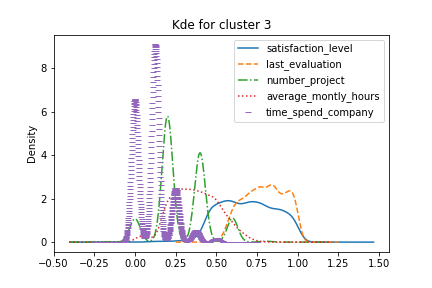 Kde for cluster 3
satisfaction_level
last_evaluation
number_project
average_montly_hours
time_spend_company
Density
8
6
4
2
0
−0.50 −0.25 0.00 0.25 0.50 0.75 1.00 1.25 1.50